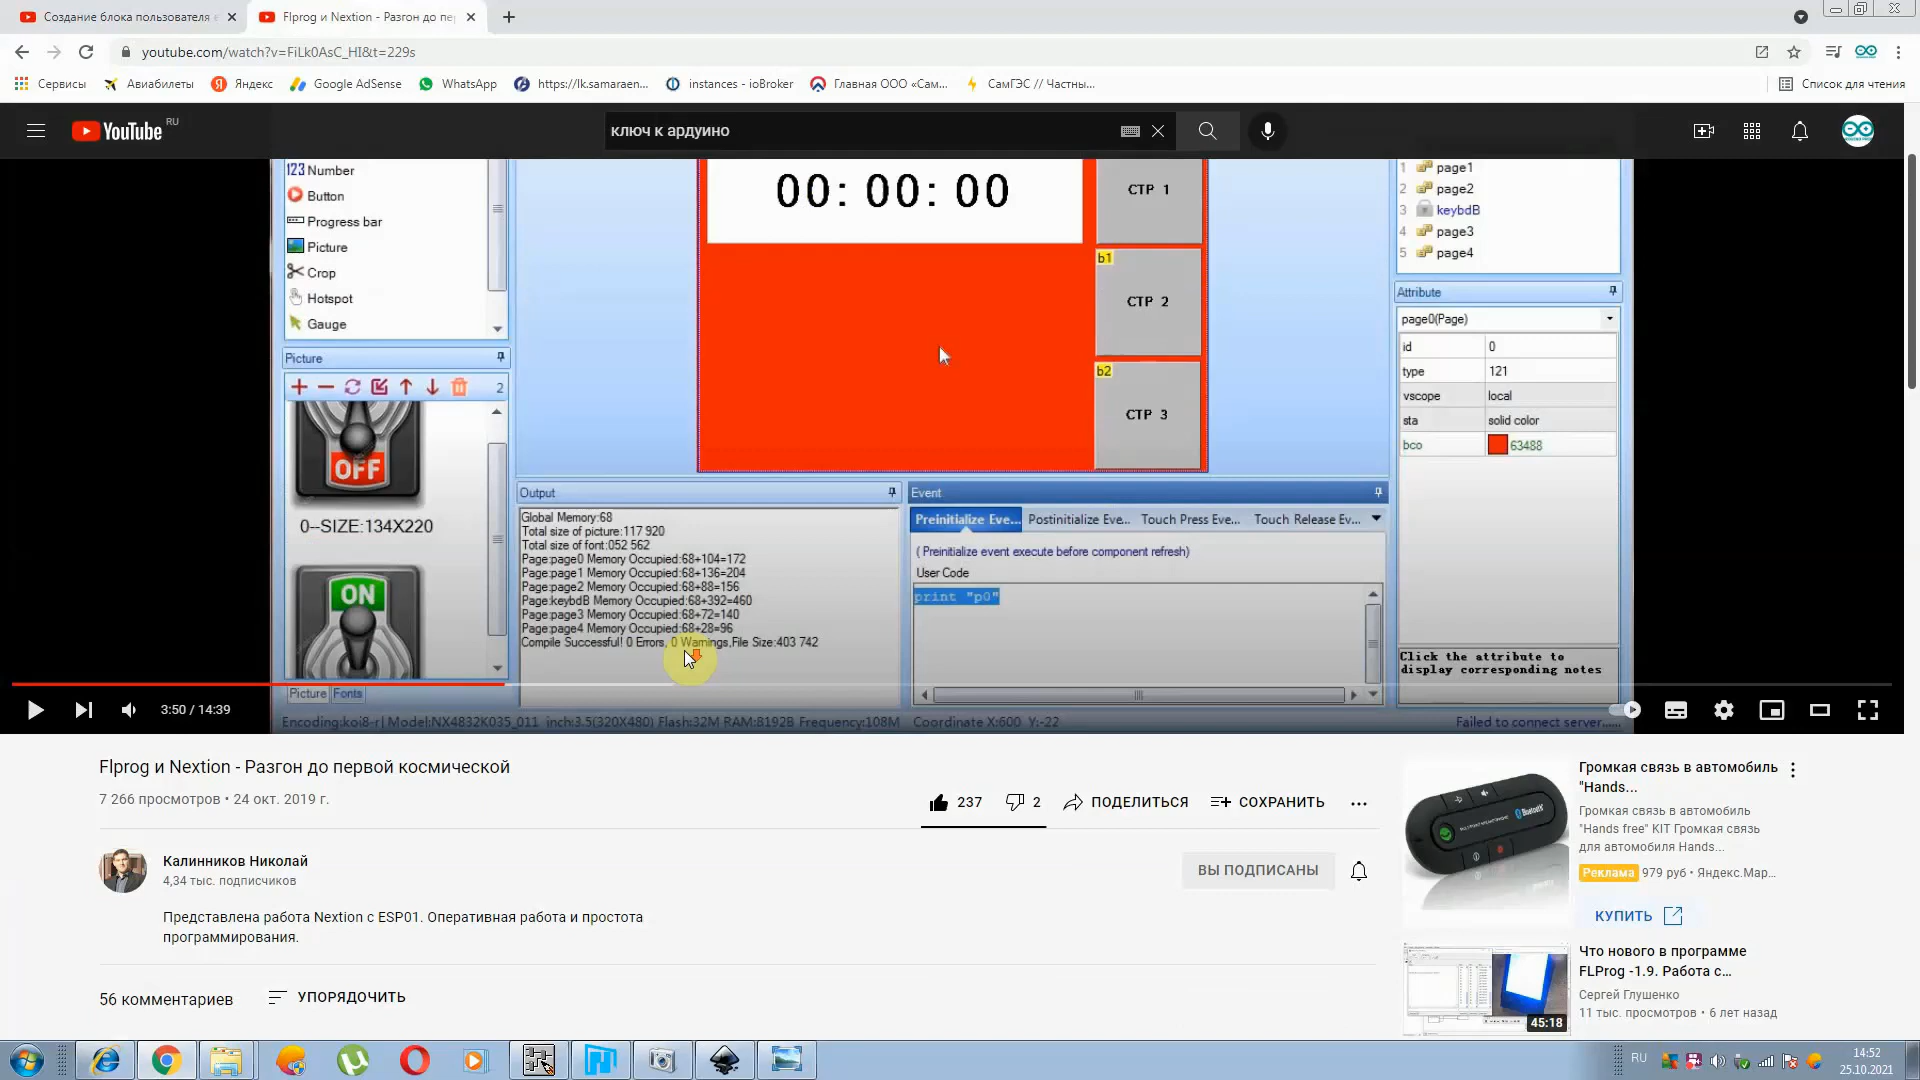 Создание блока пользователя
Flprog и Nextion - Разгон до пе
youtube.com/watch?v=FiLk0AsC_HI&t=229s
Сервисы
Авиабилеты
Яндекс
Google AdSense
WhatsApp
https://lk.samaraen...
instances - ioBroker
Главная ООО «Сам...
СамГЭС // Частны...
Список для чтения
YouTube RU
ключ к ардуино
123 Number
Button
Progress bar
Picture
Crop
Hotspot
Gauge
Picture
2
OFF
0--SIZE:134X220
ON
Picture Fonts
00: 00: 00
СТР 1
b1
СТР 2
b2
СТР 3
1 page1
2 page2
3 keybdB
4 page3
5 page4
Attribute
page0(Page)
id 0
type 121
vscope local
sta solid color
bco 63488
Click the attribute to
display corresponding notes
Output
Global Memory:68
Total size of picture:117 920
Total size of font:052 562
Page:page0 Memory Occupied:68+104=172
Page:page1 Memory Occupied:68+136=204
Page:page2 Memory Occupied:68+88=156
Page:keybdB Memory Occupied:68+392=460
Page:page3 Memory Occupied:68+72=140
Page:page4 Memory Occupied:68+28=96
Compile Successful! 0 Errors, 0 Warnings,File Size:403 742
Event
Preinitialize Eve... Postinitialize Eve... Touch Press Eve... Touch Release Ev...
( Preinitialize event execute before component refresh)
User Code
print "p0"
3:50 / 14:39
Encoding:koi8-r| Model:NX4832K035_011 inch:3.5(320X480) Flash:32M RAM:8192B Frequency:108M Coordinate X:600 Y:-22
Failed to connect server......
Flprog и Nextion - Разгон до первой космической
7 266 просмотров • 24 окт. 2019 г.
237
2
ПОДЕЛИТЬСЯ
СОХРАНИТЬ
Калинников Николай
4,34 тыс. подписчиков
ВЫ ПОДПИСАНЫ
Представлена работа Nextion с ESP01. Оперативная работа и простота
программирования.
56 комментариев
УПОРЯДОЧИТЬ
Громкая связь в автомобиль
"Hands...
Громкая связь в автомобиль
"Hands free" KIT Громкая связь
для автомобиля Hands...
Реклама 979 руб • Яндекс.Мар...
КУПИТЬ
Что нового в программе
FLProg -1.9. Работа с...
Сергей Глушенко
11 тыс. просмотров • 6 лет назад
45:18
RU
14:52
25.10.2021